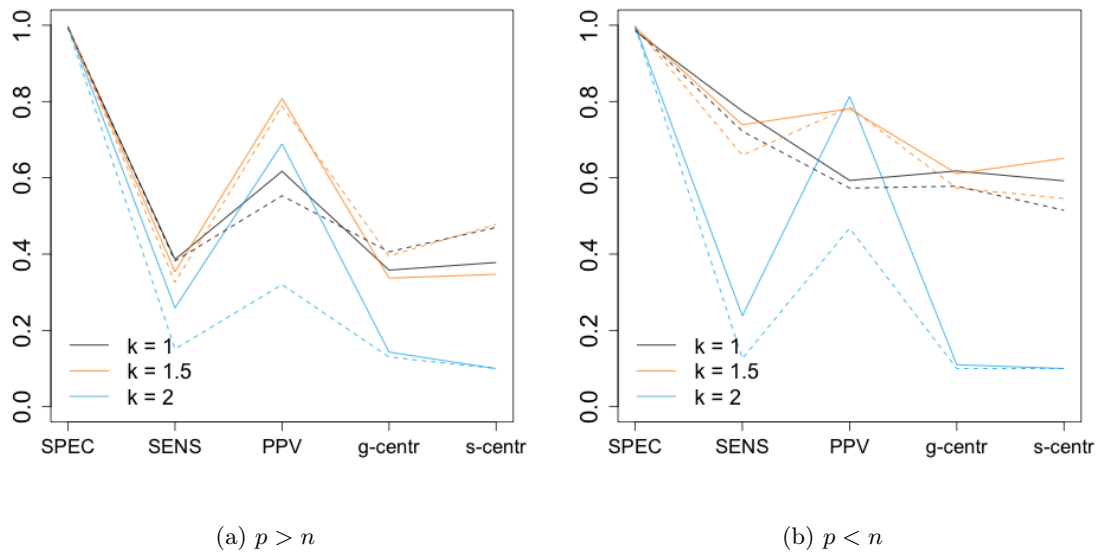 1.0
0.8
0.6
0.4
0.2
0.0
k = 1
k = 1.5
k = 2
SPEC SENS PPV g-centr s-centr
(a) p > n
1.0
0.8
0.6
0.4
0.2
0.0
k = 1
k = 1.5
k = 2
SPEC SENS PPV g-centr s-centr
(b) p < n